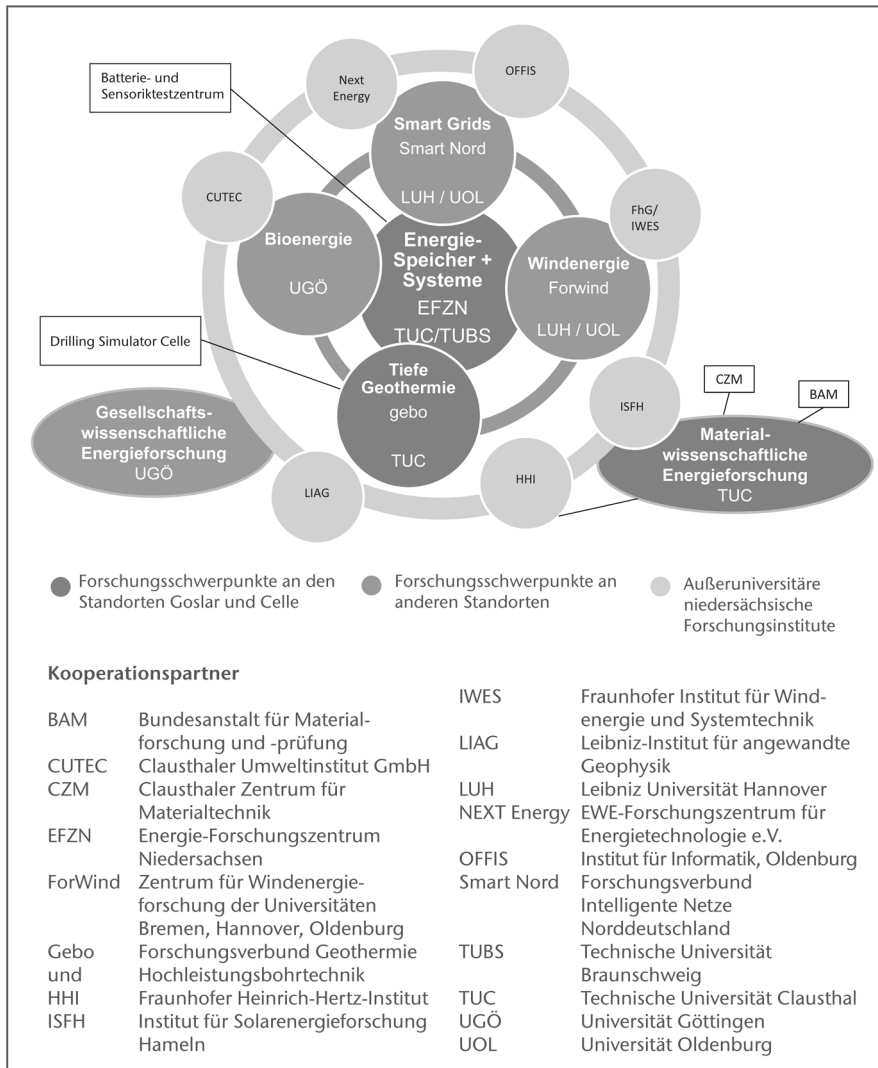 Batterie- und
Sensoriktestzentrum
Next
Energy
OFFIS
Smart Grids
Smart Nord
LUH / UOL
CUTEC
FhG/
IWES
Bioenergie
UGÖ
Energie-
Speicher +
Systeme
EFZN
TUC/TUBS
Windenergie
Forwind
LUH / UOL
Drilling Simulator Celle
Tiefe
Geothermie
gebo
TUC
CZM
BAM
ISFH
Gesellschafts-
wissenschaftliche
Energieforschung
UGÖ
Material-
wissenschaftliche
Energieforschung
TUC
LIAG
HHI
Forschungsschwerpunkte an den
Standorten Goslar und Celle
Forschungsschwerpunkte an
anderen Standorten
Außeruniversitäre
niedersächsische
Forschungsinstitute
Kooperationspartner
BAM Bundesanstalt für Material-
forschung und -prüfung
CUTEC Clausthaler Umweltinstitut GmbH
CZM Clausthaler Zentrum für
Materialtechnik
EFZN Energie-Forschungszentrum
Niedersachsen
ForWind Zentrum für Windenergie-
forschung der Universitäten
Bremen, Hannover, Oldenburg
Gebo Forschungsverbund Geothermie
und Hochleistungsbohrtechnik
HHI Fraunhofer Heinrich-Hertz-Institut
ISFH Institut für Solarenergieforschung
Hameln
IWES Fraunhofer Institut für Wind-
energie und Systemtechnik
LIAG Leibniz-Institut für angewandte
Geophysik
LUH Leibniz Universität Hannover
NEXT Energy EWE-Forschungszentrum für
Energietechnologie e.V.
OFFIS Institut für Informatik, Oldenburg
Smart Nord Forschungsverbund
Intelligente Netze
Norddeutschland
TUBS Technische Universität
Braunschweig
TUC Technische Universität Clausthal
UGÖ Universität Göttingen
UOL Universität Oldenburg